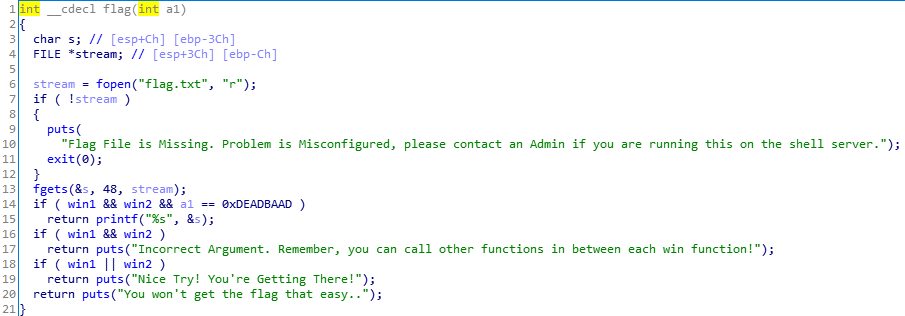 1 int __cdecl flag(int a1)
2 {
3 char s; // [esp+Ch] [ebp-3Ch]
4 FILE *stream; // [esp+3Ch] [ebp-Ch]
5
6 stream = fopen("flag.txt", "r");
7 if ( !stream )
8 {
9 puts(
10 "Flag File is Missing. Problem is Misconfigured, please contact an Admin if you are running this on the shell server.");
11 exit(0);
12 }
13 fgets(&s, 48, stream);
14 if ( win1 && win2 && a1 == 0xDEADBAAD )
15 return printf("%s", &s);
16 if ( win1 && win2 )
17 return puts("Incorrect Argument. Remember, you can call other functions in between each win function!");
18 if ( win1 || win2 )
19 return puts("Nice Try! You're Getting There!");
20 return puts("You won't get the flag that easy..");
21 }